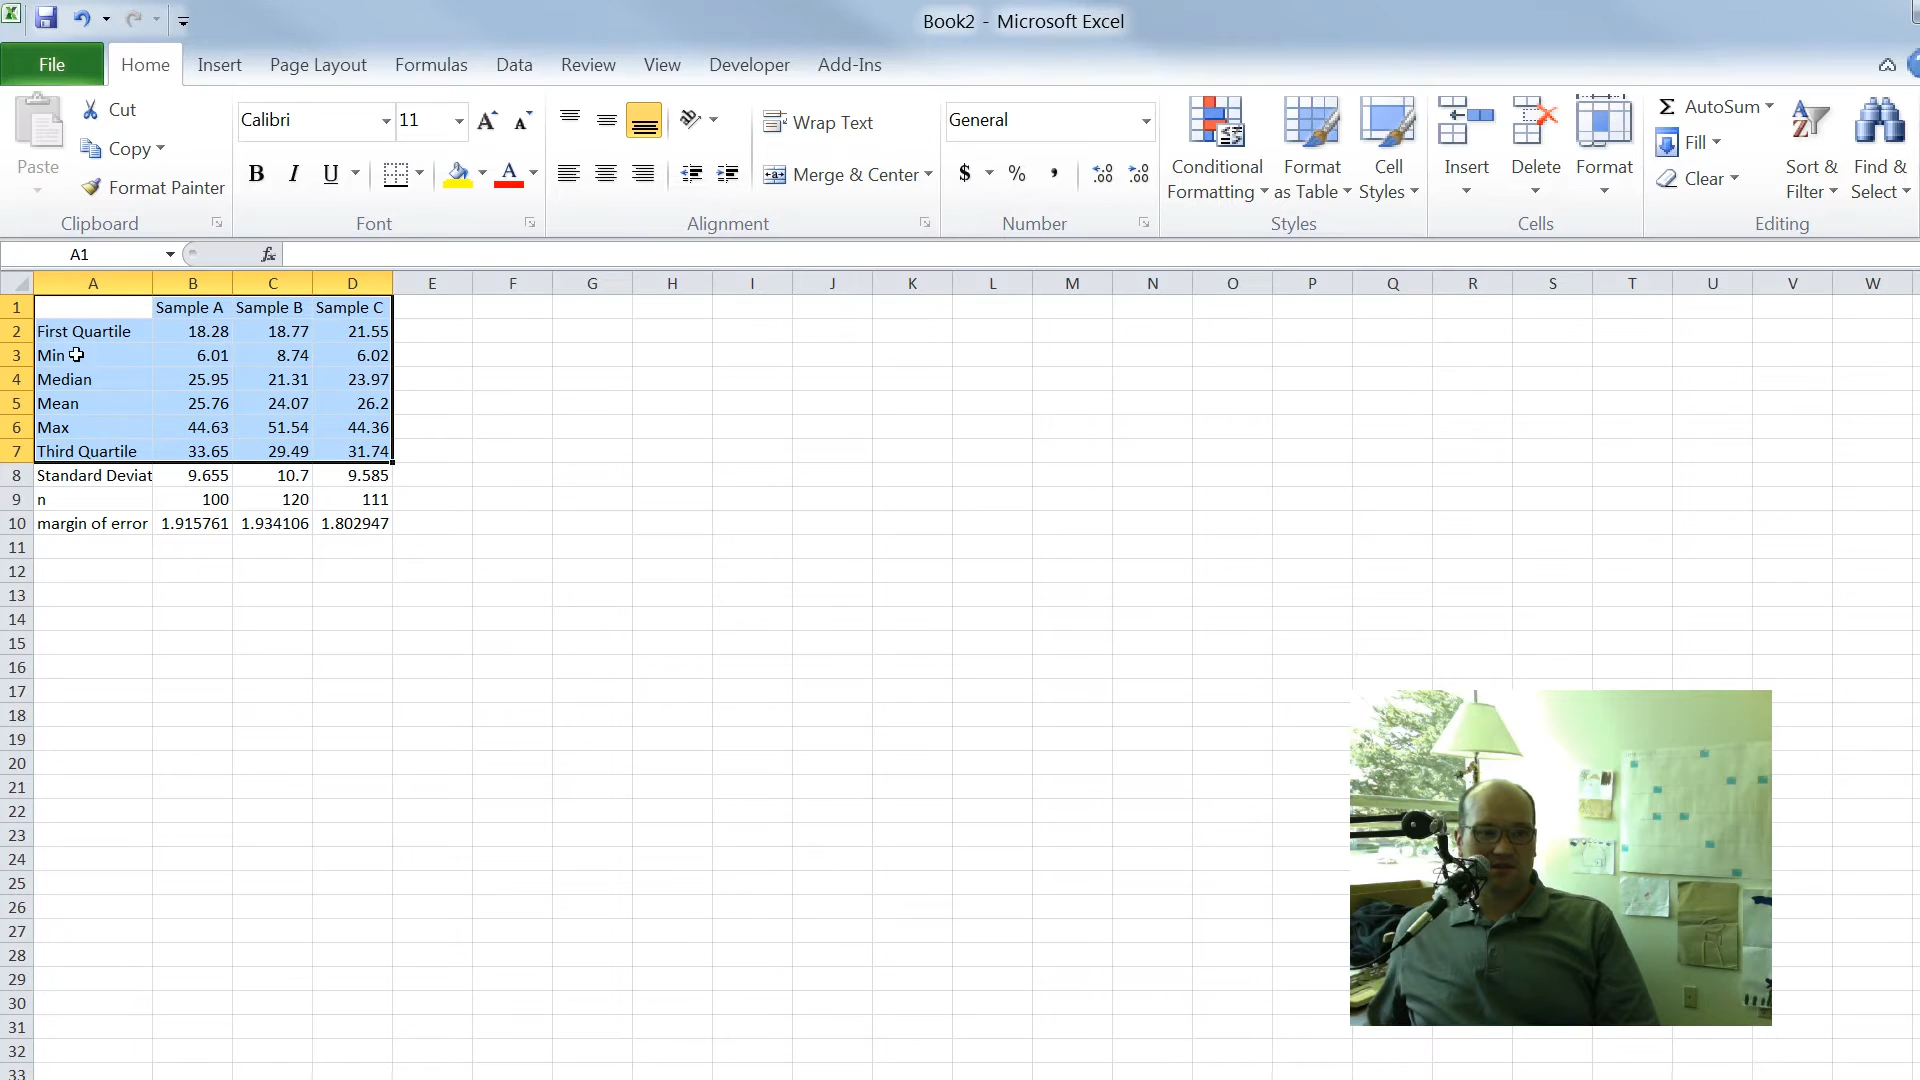 Book2 - Microsoft Excel
File Home Insert Page Layout Formulas Data Review View Developer Add-Ins
Paste
Cut
Copy
Format Painter
Clipboard
Calibri 11
B I U
Font
Wrap Text
Merge & Center
Alignment
General
$ % ,
Number
Conditional Formatting
Format as Table
Cell Styles
Styles
Insert Delete Format
Cells
Σ AutoSum
Fill
Clear
Sort & Filter
Find & Select
Editing
A1 fx
A B C D E F G H I J K L M N O P Q R S T U V W
1 Sample A Sample B Sample C
2 First Quartile 18.28 18.77 21.55
3 Min 6.01 8.74 6.02
4 Median 25.95 21.31 23.97
5 Mean 25.76 24.07 26.2
6 Max 44.63 51.54 44.36
7 Third Quartile 33.65 29.49 31.74
8 Standard Deviat 9.655 10.7 9.585
9 n 100 120 111
10 margin of error 1.915761 1.934106 1.802947
11
12
13
14
15
16
17
18
19
20
21
22
23
24
25
26
27
28
29
30
31
32
33